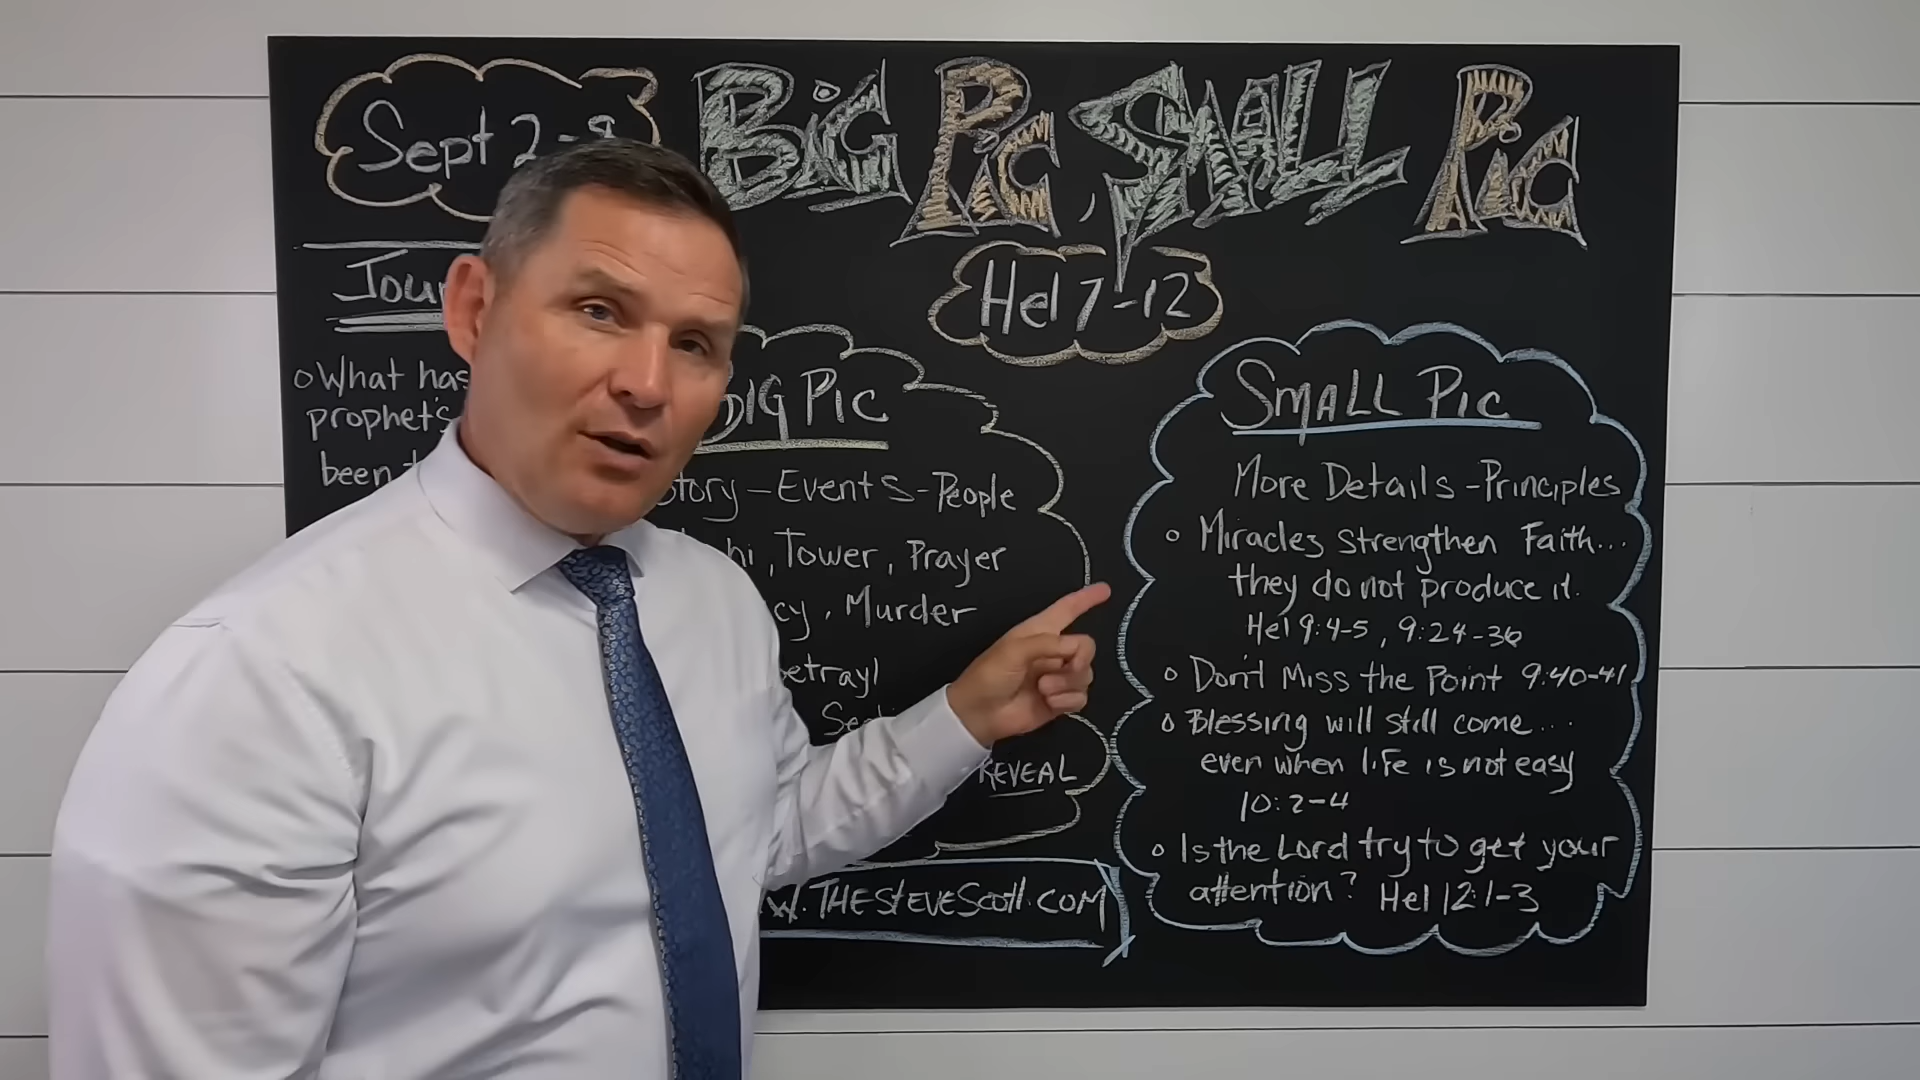 Sept 2-8
BiG Pic, SMALL Pic
Hel 7-12
Jour
o What has
prophet's
been
BIG Pic
Story - Events - People
hi, Tower, Prayer
cy, Murder
etrayl
REVEAL
W. THESteveScott.com
SMALL Pic
More Details - Principles
o Miracles strengthen Faith...
they do not produce it.
Hel 9:4-5, 9:24-36
o Don't Miss the Point 9:40-41
o Blessing will still come...
even when life is not easy
10:2-4
o Is the Lord try to get your
attention? Hel 12:1-3